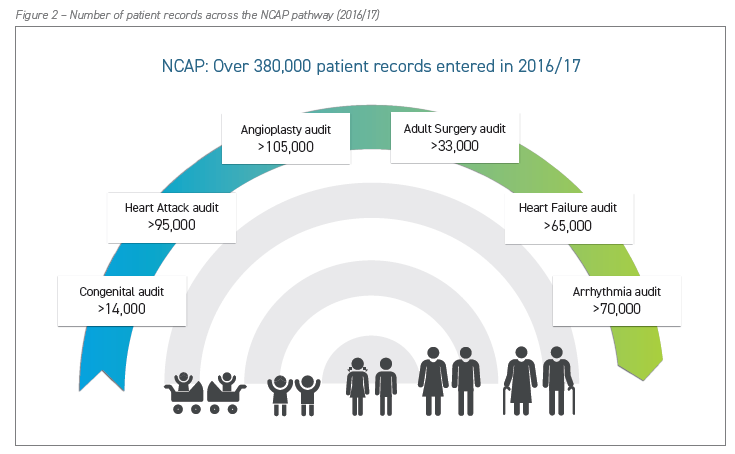 Figure 2 – Number of patient records across the NCAP pathway (2016/17)
NCAP: Over 380,000 patient records entered in 2016/17
Angioplasty audit
>105,000
Adult Surgery audit
>33,000
Heart Attack audit
>95,000
Heart Failure audit
>65,000
Congenital audit
>14,000
Arrhythmia audit
>70,000